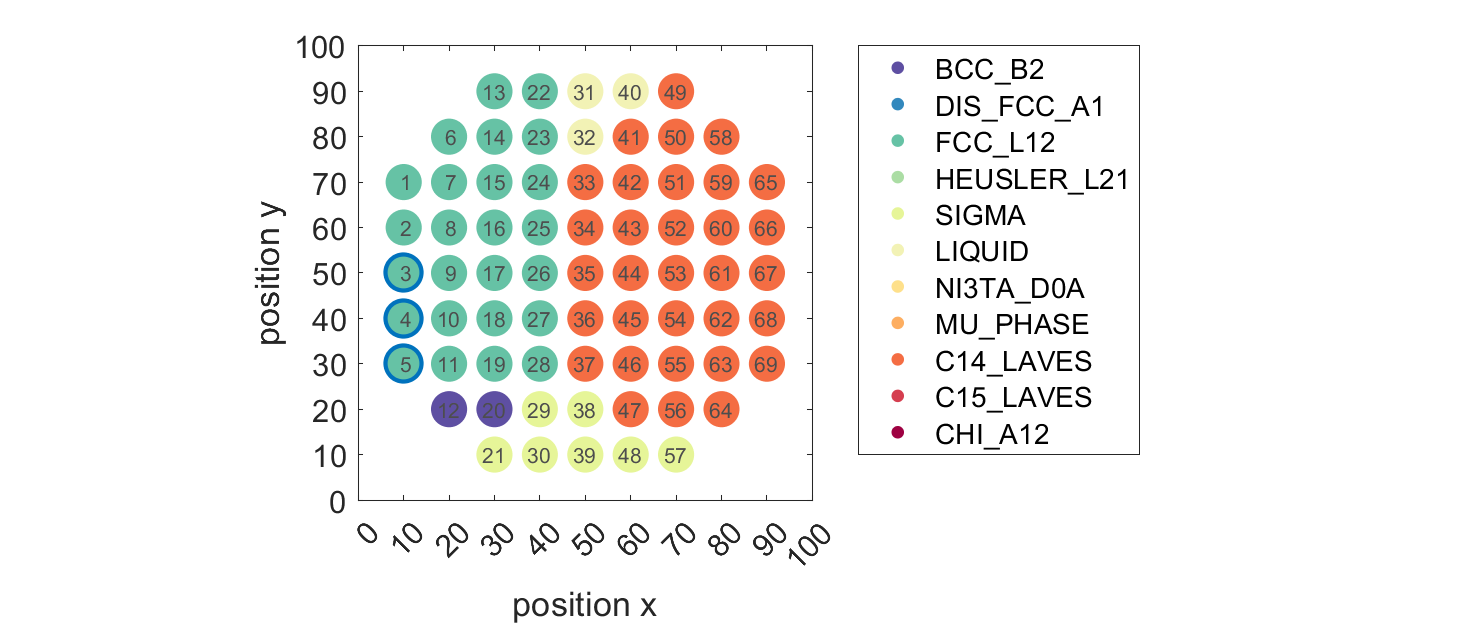 100
90
13 22 31 40 49
80
6 14 23 32 41 50 58
70
1 7 15 24 33 42 51 59 65
60
2 8 16 25 34 43 52 60 66
50
3 9 17 26 35 44 53 61 67
40
4 10 18 27 36 45 54 62 68
30
5 11 19 28 37 46 55 63 69
20
12 20 29 38 47 56 64
10
21 30 39 48 57
0
position y
0 10 20 30 40 50 60 70 80 90 100
position x
BCC_B2
DIS_FCC_A1
FCC_L12
HEUSLER_L21
SIGMA
LIQUID
NI3TA_D0A
MU_PHASE
C14_LAVES
C15_LAVES
CHI_A12